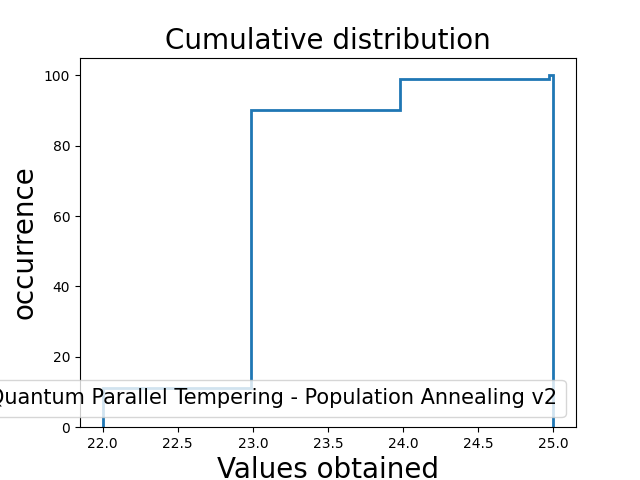 Cumulative distribution
occurrence
100
80
60
40
20
0
Quantum Parallel Tempering - Population Annealing v2
22.0 22.5 23.0 23.5 24.0 24.5 25.0
Values obtained